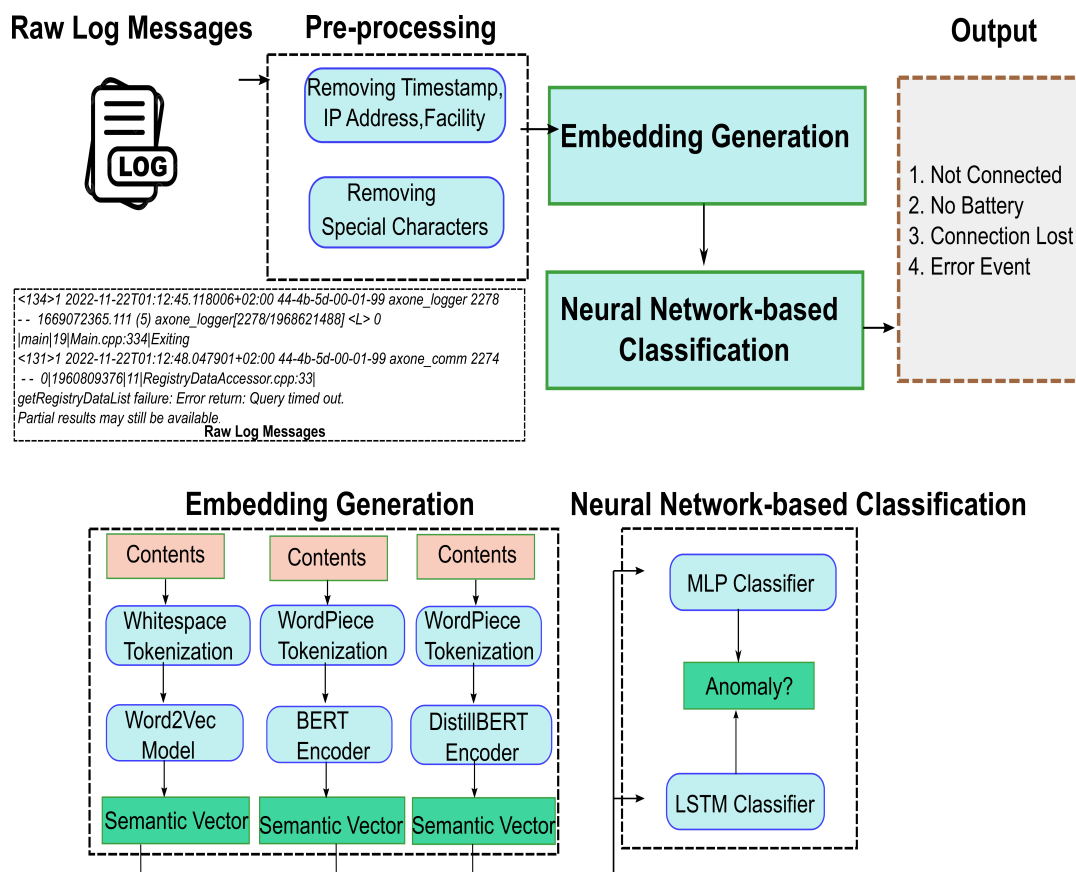 Raw Log Messages
Pre-processing
Output
LOG
Removing Timestamp,
IP Address,Facility
Removing
Special Characters
Embedding Generation
Neural Network-based
Classification
1. Not Connected
2. No Battery
3. Connection Lost
4. Error Event
<134>1 2022-11-22T01:12:45.118006+02:00 44-4b-5d-00-01-99 axone_logger 2278
- - 1669072365.111 (5) axone_logger[2278/1968621488] <L> 0
|main|19|Main.cpp:334|Exiting
<131>1 2022-11-22T01:12:48.047901+02:00 44-4b-5d-00-01-99 axone_comm 2274
- - 0|1960809376|11|RegistryDataAccessor.cpp:33|
getRegistryDataList failure: Error return: Query timed out.
Partial results may still be available.
Raw Log Messages
Embedding Generation
Contents
Contents
Contents
Whitespace
Tokenization
WordPiece
Tokenization
WordPiece
Tokenization
Word2Vec
Model
BERT
Encoder
DistillBERT
Encoder
Semantic Vector
Semantic Vector
Semantic Vector
Neural Network-based Classification
MLP Classifier
Anomaly?
LSTM Classifier